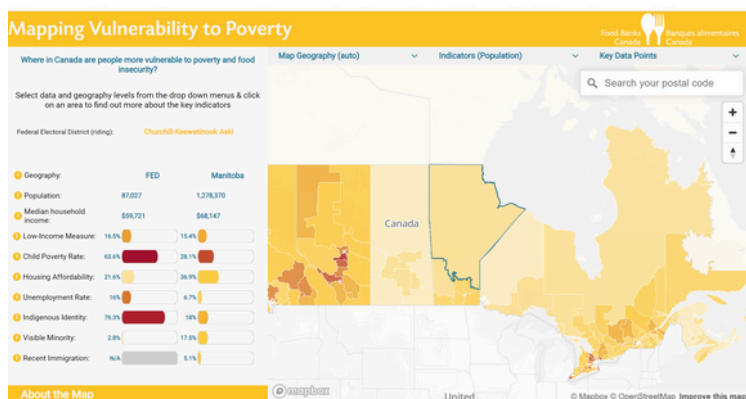 Mapping Vulnerability to Poverty
Food Banks Canada
Banques alimentaires Canada
Where in Canada are people more vulnerable to poverty and food
insecurity?
Select data and geography levels from the drop down menus & click
on an area to find out more about the key indicators
Federal Electoral District (riding): Churchill-Keewatinook Aski
Geography: FED Manitoba
Population: 87,027 1,278,370
Median household
income: $59,721 $68,147
Low-Income Measure: 16.5% 15.4%
Child Poverty Rate: 63.6% 28.1%
Housing Affordability: 21.6% 36.9%
Unemployment Rate: 16% 6.7%
Indigenous Identity: 76.3% 18%
Visible Minority: 2.8% 17.5%
Recent Immigration: N/A 5.1%
About the Map
Map Geography (auto)
Indicators (Population)
Key Data Points
Search your postal code
Canada
United
mapbox
© Mapbox © OpenStreetMap Improve this map